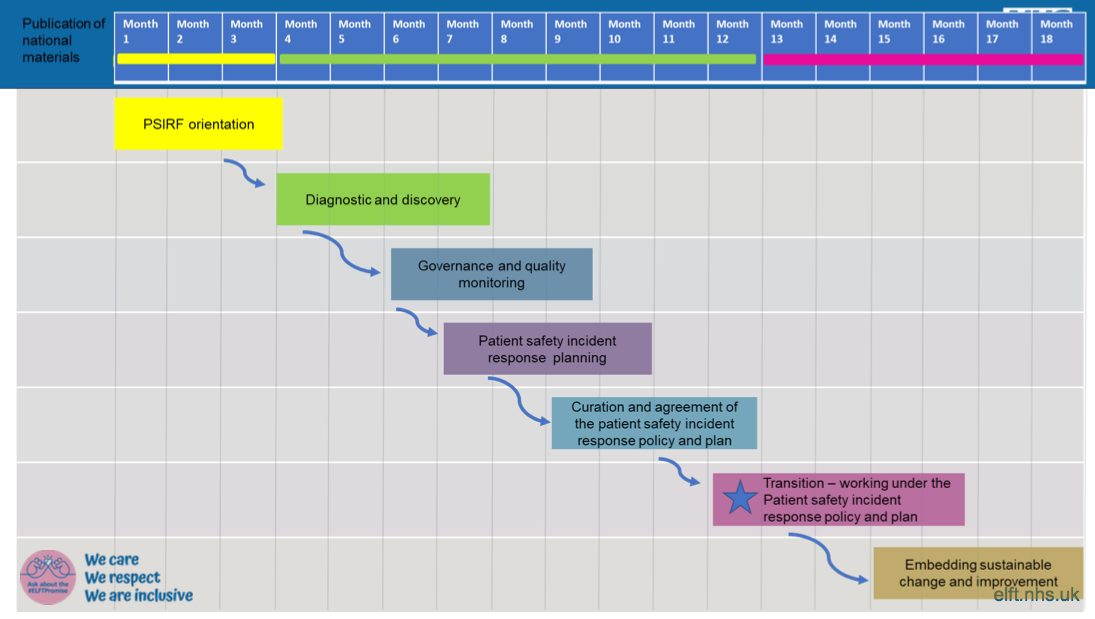 Publication of
national
materials
Month
1
Month
2
Month
3
Month
4
Month
5
Month
6
Month
7
Month
8
Month
9
Month
10
Month
11
Month
12
Month
13
Month
14
Month
15
Month
16
Month
17
Month
18
PSIRF orientation
Diagnostic and discovery
Governance and quality
monitoring
Patient safety incident
response planning
Curation and agreement of
the patient safety incident
response policy and plan
Transition – working under the
Patient safety incident
response policy and plan
Embedding sustainable
change and improvement
Ask about the
#ELFTPromise
We care
We respect
We are inclusive
elft.nhs.uk